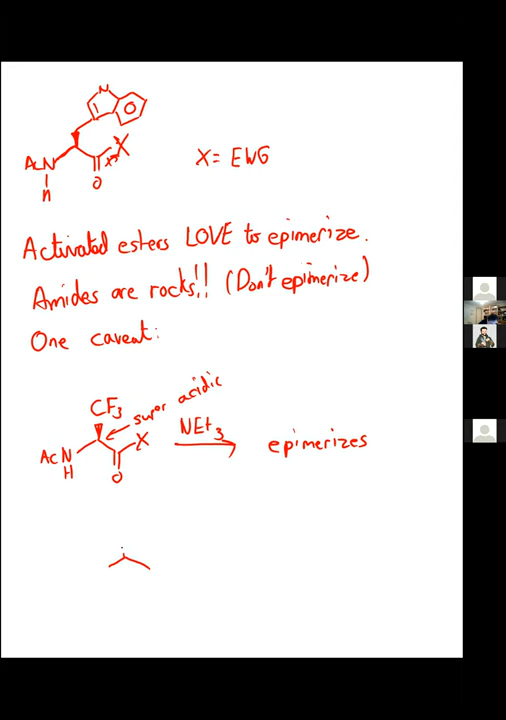 N
AcN
X
H
O
X = EWG
Activated esters LOVE to epimerize.
Amides are rocks!! (Don't epimerize)
One caveat:
CF3
super acidic
AcN
H
X
O
NEt3
epimerizes